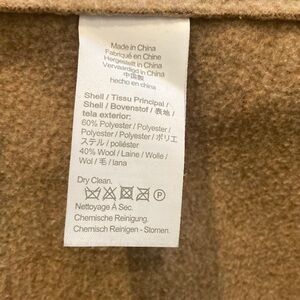 Made in China
Fabriqué en Chine
Hergestellt in China
Vervaardigd in China
中国製
hecho en china
Shell / Tissu Principal /
Shell / Bovenstof / 表地 /
tela exterior:
60% Polyester / Polyester /
Polyester / Polyester / ポリエ
ステル / poliéster
40% Wool / Laine / Wolle /
Wol / 毛 / lana
Dry Clean.
P
Nettoyage À Sec.
Chemische Reinigung.
Chemisch Reinigen - Stomen.